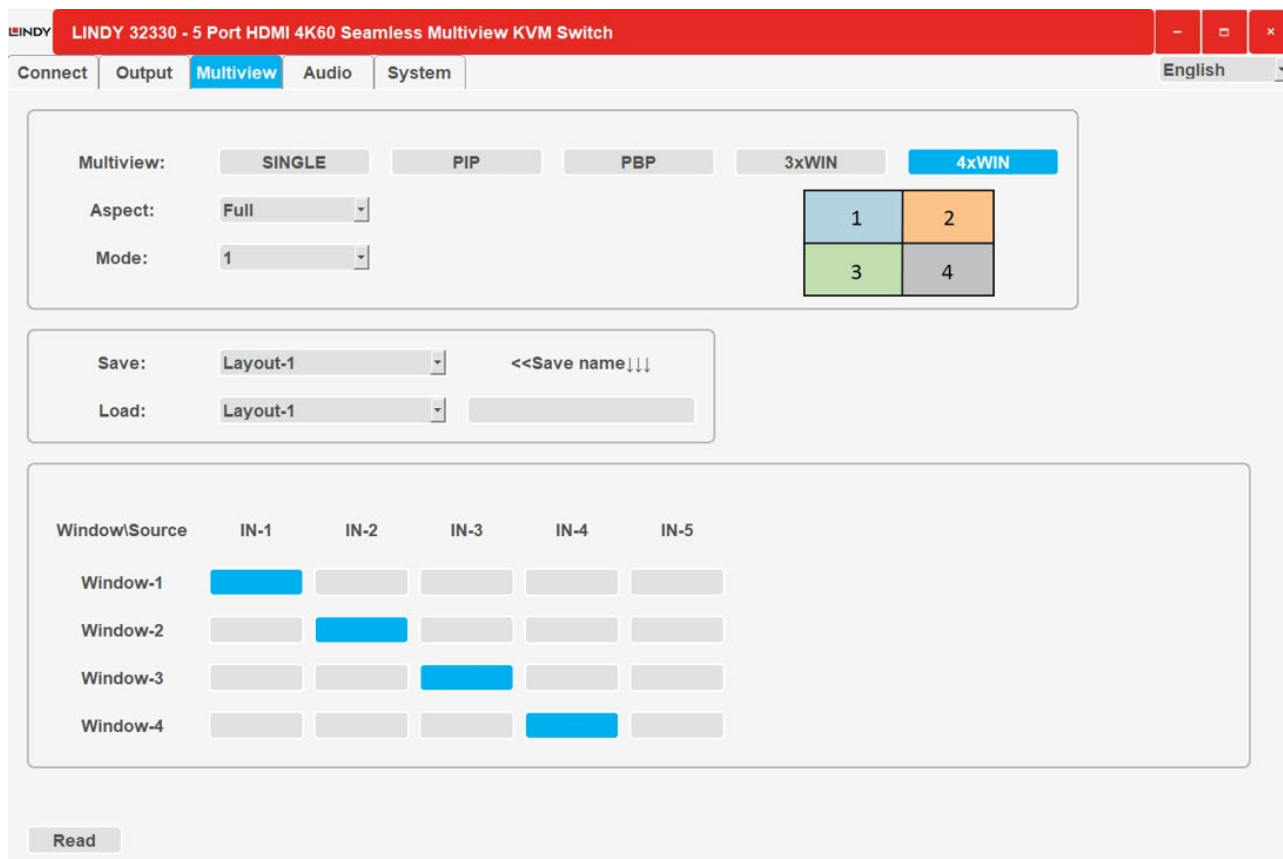 LINDY LINDY 32330 - 5 Port HDMI 4K60 Seamless Multiview KVM Switch
Connect Output Multiview Audio System English
Multiview: SINGLE PIP PBP 3xWIN 4xWIN
Aspect: Full
1 2
Mode: 1
3 4
Save: Layout-1 <<Save name↓↓↓
Load: Layout-1
Window\Source IN-1 IN-2 IN-3 IN-4 IN-5
Window-1
Window-2
Window-3
Window-4
Read